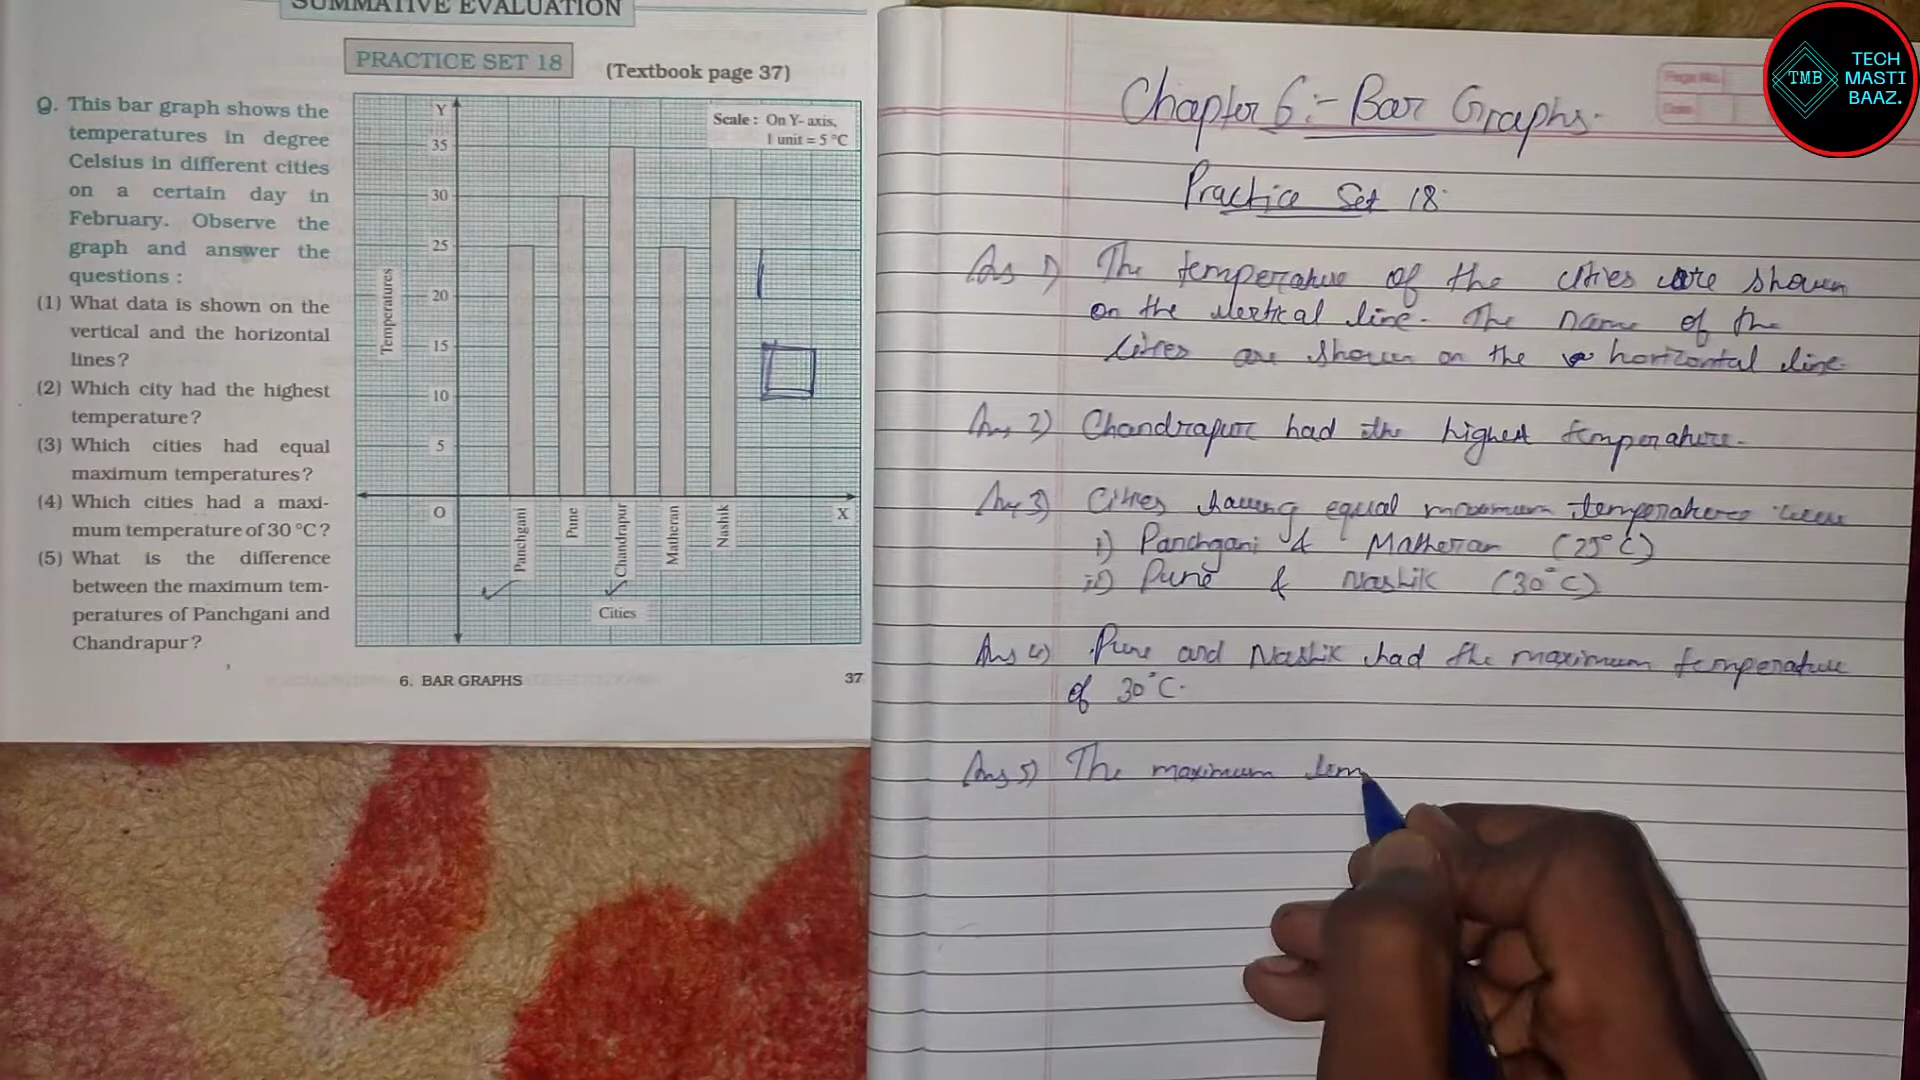 SUMMATIVE EVALUATION
PRACTICE SET 18
(Textbook page 37)
Q. This bar graph shows the
temperatures in degree
Celsius in different cities
on a certain day in
February. Observe the
graph and answer the
questions :
(1) What data is shown on the
vertical and the horizontal
lines?
(2) Which city had the highest
temperature?
(3) Which cities had equal
maximum temperatures?
(4) Which cities had a maxi-
mum temperature of 30 °C?
(5) What is the difference
between the maximum tem-
peratures of Panchgani and
Chandrapur?
Y
Scale : On Y- axis,
1 unit = 5 °C
35
30
25
20
15
10
5
O
X
Temperatures
Panchgani
Pune
Chandrapur
Matheran
Nashik
Cities
6. BAR GRAPHS
37
Chapter 6:- Bar Graphs.
Practice Set 18
Ans 1) The temperature of the cities are shown
on the vertical line. The name of the
cities are shown on the horizontal line.
Ans 2) Chandrapure had the highest temperature.
Ans 3) Cities having equal maximum temperatures were
i) Panchgani & Matheran (25°C)
ii) Pune & Nashik (30°C)
Ans 4) Pune and Nashik had the maximum temperature
of 30°C.
Ans 5) The maximum tem
Page No.
Date
TMB
TECH
MASTI
BAAZ.